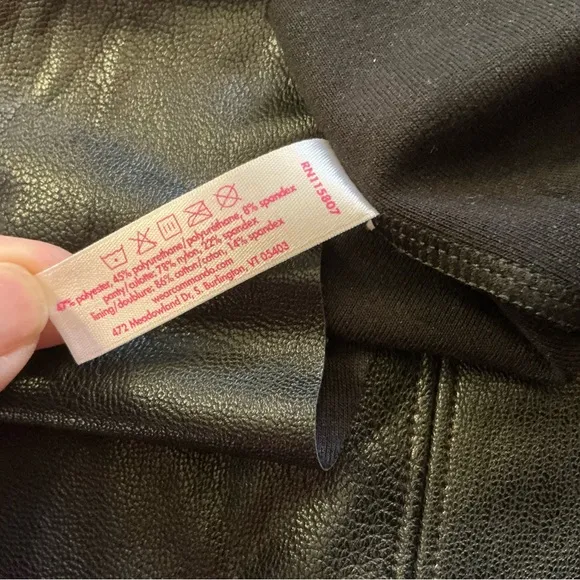 RN115807
47% polyester, 45% polyurethane/polyuréthane, 8% spandex
panty/culotte: 78% nylon, 22% spandex
lining/doublure: 86% cotton/coton, 14% spandex
wearcommando.com
472 Meadowland Dr, S. Burlington, VT 05403